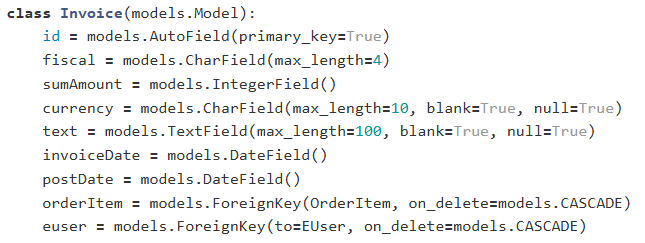 class Invoice(models.Model):
    id = models.AutoField(primary_key=True)
    fiscal = models.CharField(max_length=4)
    sumAmount = models.IntegerField()
    currency = models.CharField(max_length=10, blank=True, null=True)
    text = models.TextField(max_length=100, blank=True, null=True)
    invoiceDate = models.DateField()
    postDate = models.DateField()
    orderItem = models.ForeignKey(OrderItem, on_delete=models.CASCADE)
    euser = models.ForeignKey(to=EUser, on_delete=models.CASCADE)